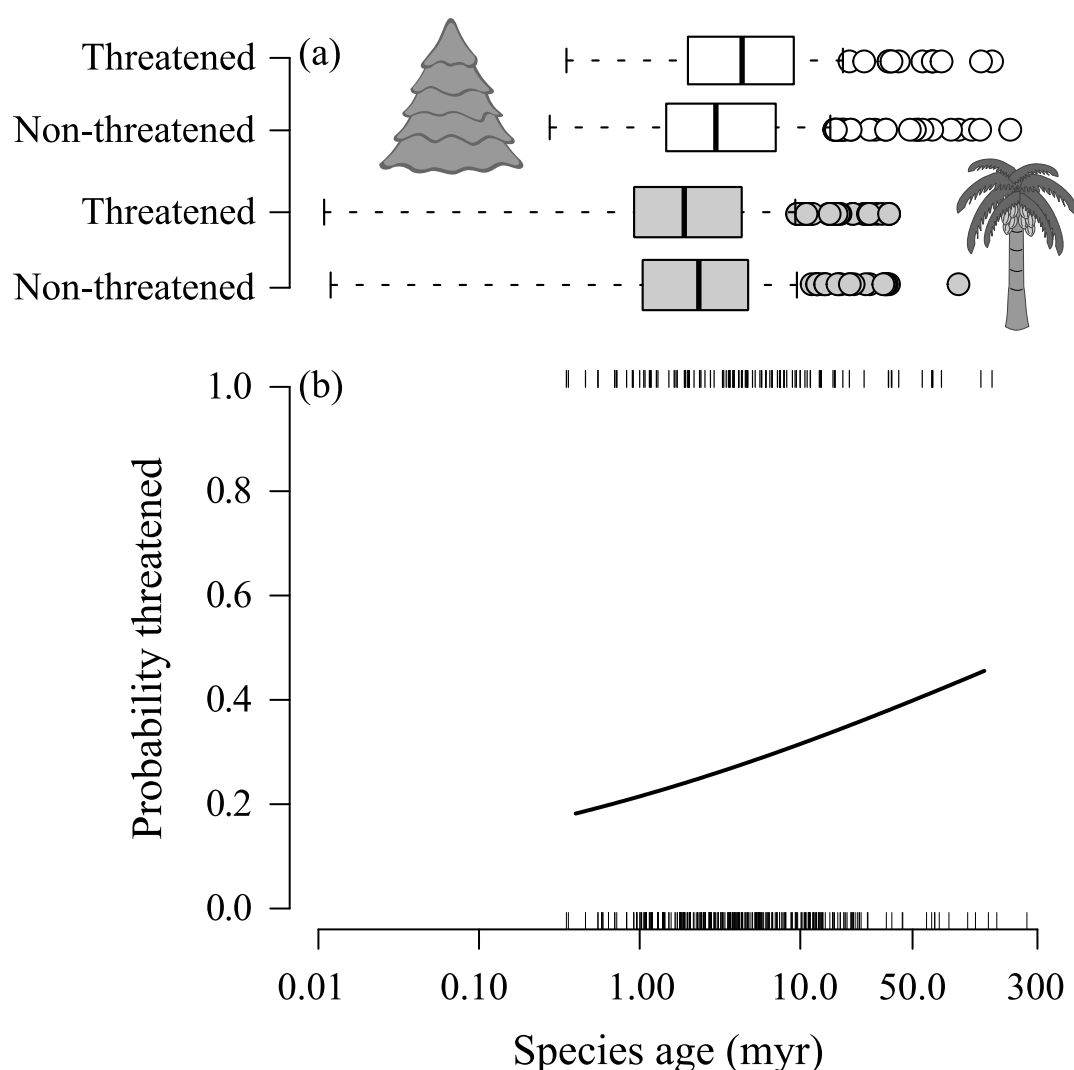 Threatened
(a)
Non-threatened
Threatened
Non-threatened
(b)
1.0
0.8
0.6
0.4
0.2
0.0
Probability threatened
0.01 0.10 1.00 10.0 50.0 300
Species age (myr)